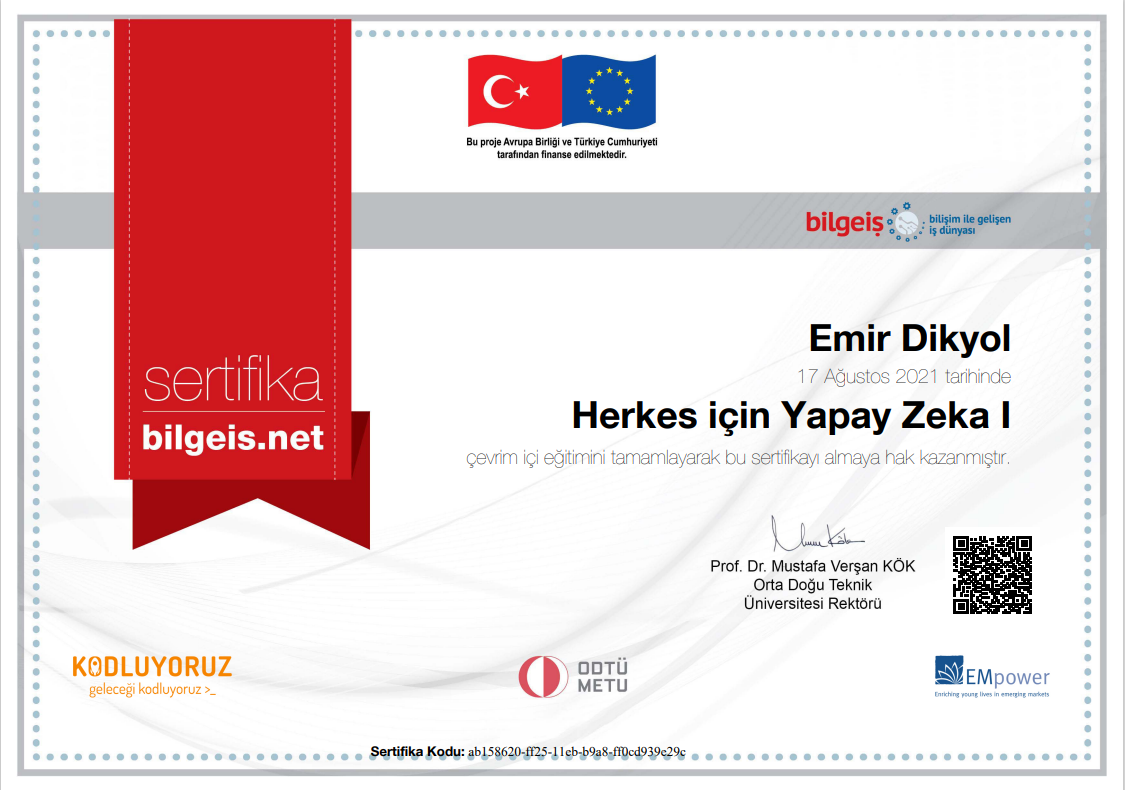 Bu proje Avrupa Birliği ve Türkiye Cumhuriyeti
tarafından finanse edilmektedir.
bilgeiş
bilişim ile gelişen
iş dünyası
sertifika
bilgeis.net
Emir Dikyol
17 Ağustos 2021 tarihinde
Herkes için Yapay Zeka I
çevrim içi eğitimini tamamlayarak bu sertifikayı almaya hak kazanmıştır.
Prof. Dr. Mustafa Verşan KÖK
Orta Doğu Teknik
Üniversitesi Rektörü
KODLUYORUZ
geleceği kodluyoruz >_
ODTÜ
METU
EMpower
Enriching young lives in emerging markets
Sertifika Kodu: ab158620-ff25-11eb-b9a8-ff0cd939e29c